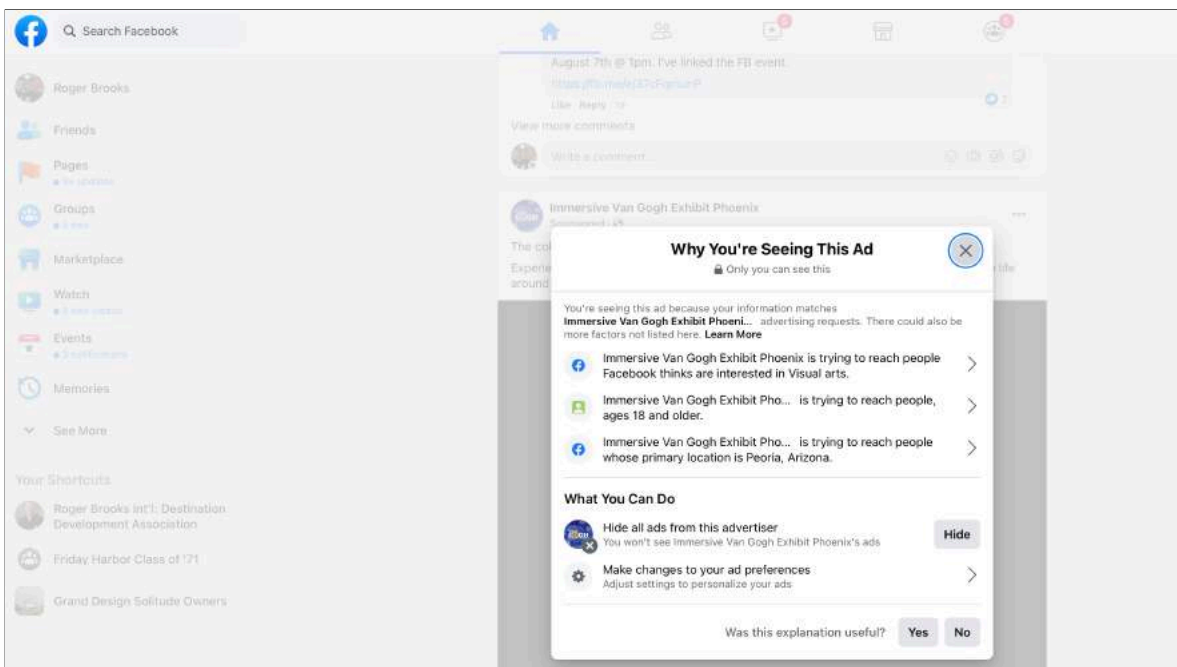 Search Facebook
6
6
Roger Brooks
Friends
Pages
Groups
Marketplace
Watch
Events
Memories
See More
Your Shortcuts
Roger Brooks Int'l: Destination
Development Association
Friday Harbor Class of '71
Grand Design Solitude Owners
August 7th @ 1pm. I've linked the FB event.
Like Reply
View more comments
Write a comment...
Immersive Van Gogh Exhibit Phoenix
Sponsored
The col
Experie
around
life
Why You're Seeing This Ad
Only you can see this
You're seeing this ad because your information matches
Immersive Van Gogh Exhibit Phoeni... advertising requests. There could also be
more factors not listed here. Learn More
Immersive Van Gogh Exhibit Phoenix is trying to reach people
Facebook thinks are interested in Visual arts.
Immersive Van Gogh Exhibit Pho... is trying to reach people,
ages 18 and older.
Immersive Van Gogh Exhibit Pho... is trying to reach people
whose primary location is Peoria, Arizona.
What You Can Do
Hide all ads from this advertiser
You won't see Immersive Van Gogh Exhibit Phoenix's ads
Hide
Make changes to your ad preferences
Adjust settings to personalize your ads
Was this explanation useful? Yes No